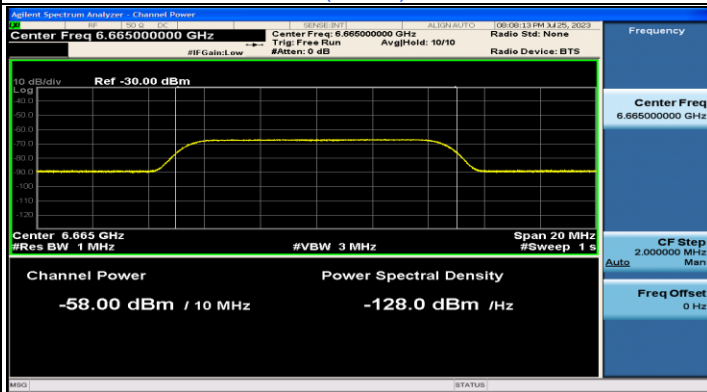 Agilent Spectrum Analyzer - Channel Power
RF 50 Ω DC SENSE:INT ALIGN AUTO 08:08:13 PM Jul 25, 2023
Center Freq 6.665000000 GHz Center Freq: 6.665000000 GHz Radio Std: None
Trig: Free Run Avg|Hold: 10/10
#IFGain:Low #Atten: 0 dB Radio Device: BTS
10 dB/div Ref -30.00 dBm
Log
-40.0
-50.0
-60.0
-70.0
-80.0
-90.0
-100
-110
-120
Center 6.665 GHz Span 20 MHz
#Res BW 1 MHz #VBW 3 MHz #Sweep 1 s
Channel Power Power Spectral Density
-58.00 dBm / 10 MHz -128.0 dBm /Hz
MSG STATUS
Frequency
Center Freq
6.665000000 GHz
CF Step
2.000000 MHz
Auto Man
Freq Offset
0 Hz